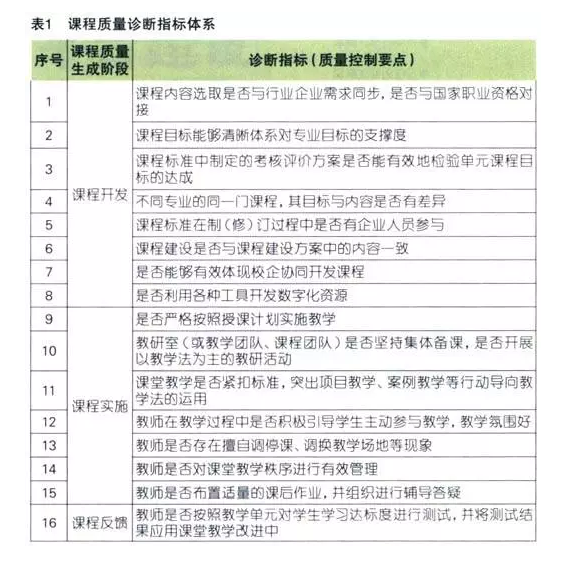 表1 课程质量诊断指标体系
序号 课程质量生成阶段 诊断指标(质量控制要点)
课程开发
1 课程内容选取是否与行业企业需求同步,是否与国家职业资格对
接
2 课程目标能够清晰体系对专业目标的支撑度
3 课程标准中制定的考核评价方案是否能有效地检验单元课程目
标的达成
4 不同专业的同一门课程,其目标与内容是否有差异
5 课程标准在制(修)订过程中是否有企业人员参与
6 课程建设是否与课程建设方案中的内容一致
7 是否能够有效体现校企协同开发课程
8 是否利用各种工具开发数字化资源
课程实施
9 是否严格按照授课计划实施教学
10 教研室(或教学团队、课程团队)是否坚持集体备课,是否开展
以教学法为主的教研活动
11 课堂教学是否紧扣标准,突出项目教学、案例教学等行动导向教
学法的运用
12 教师在教学过程中是否积极引导学生主动参与教学,教学氛围好
13 教师是否存在擅自调停课、调换教学场地等现象
14 教师是否对课堂教学秩序进行有效管理
15 教师是否布置适量的课后作业,并组织进行辅导答疑
课程反馈
16 教师是否按照教学单元对学生学习达标度进行测试,并将测试结
果应用课堂教学改进中